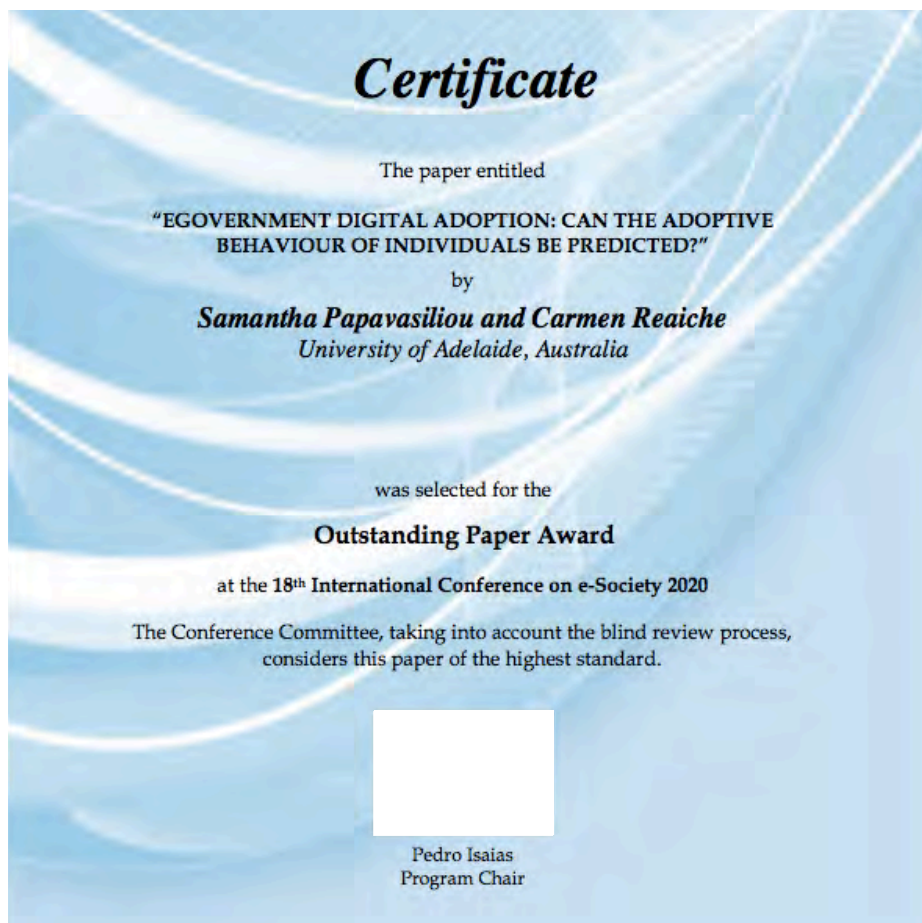 Certificate
The paper entitled
“EGOVERNMENT DIGITAL ADOPTION: CAN THE ADOPTIVE
BEHAVIOUR OF INDIVIDUALS BE PREDICTED?”
by
Samantha Papavasiliou and Carmen Reaiche
University of Adelaide, Australia
was selected for the
Outstanding Paper Award
at the 18th International Conference on e-Society 2020
The Conference Committee, taking into account the blind review process,
considers this paper of the highest standard.
Pedro Isaias
Program Chair